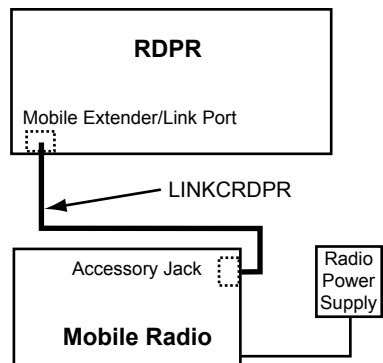 RDPR
Mobile Extender/Link Port
LINKCRDPR
Accessory Jack
Radio
Power
Supply
Mobile Radio